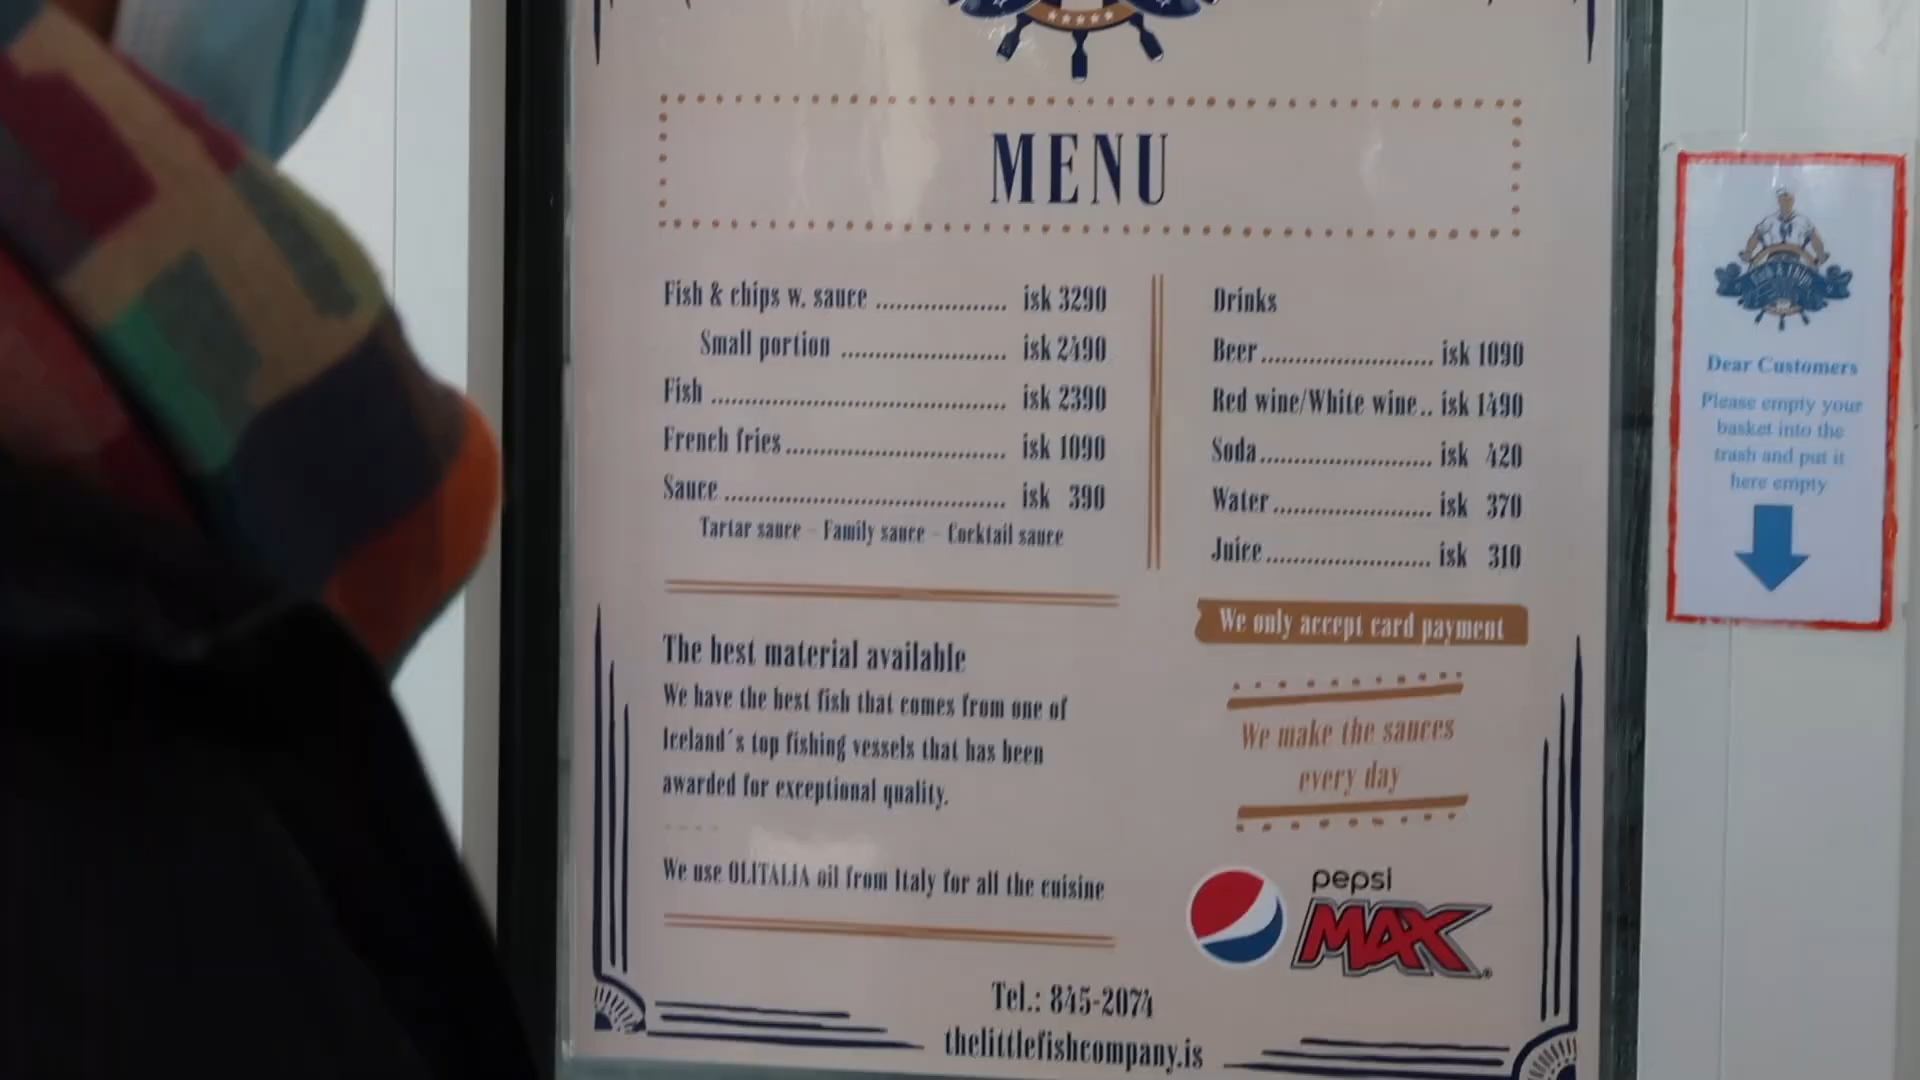 MENU
Fish & chips w. sauce .................. isk 3290
Small portion ....................... isk 2490
Fish ......................................... isk 2390
French fries .............................. isk 1090
Sauce ....................................... isk 390
Tartar sauce – Family sauce – Cocktail sauce
Drinks
Beer ........................ isk 1090
Red wine/White wine .. isk 1490
Soda ........................ isk 420
Water ...................... isk 370
Juice ....................... isk 310
We only accept card payment
The best material available
We have the best fish that comes from one of
Iceland´s top fishing vessels that has been
awarded for exceptional quality.
We use OLITALIA oil from Italy for all the cuisine
We make the sauces
every day
pepsi
MAX
Tel.: 845-2074
thelittlefishcompany.is
Dear Customers
Please empty your
basket into the
trash and put it
here empty